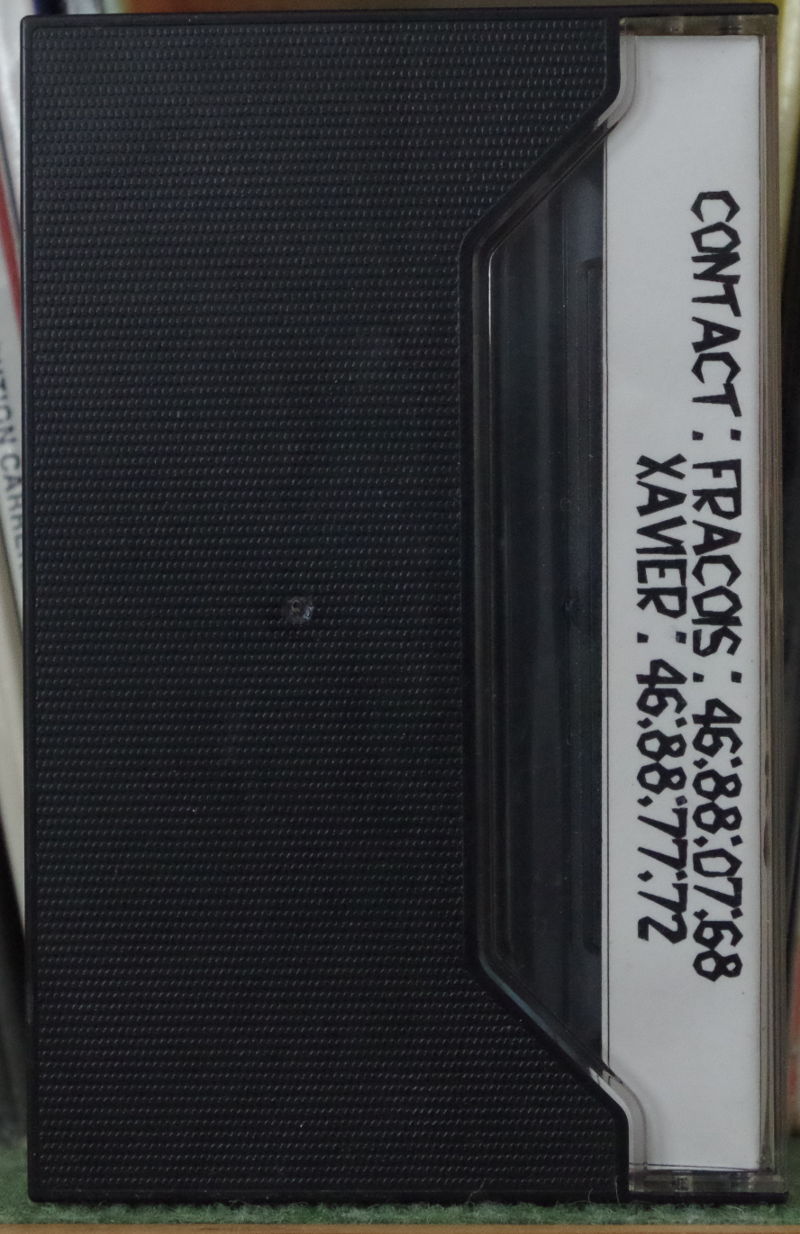 CONTACT : FRACOIS : 46.88.07.68
XAVIER : 46.88.77.72